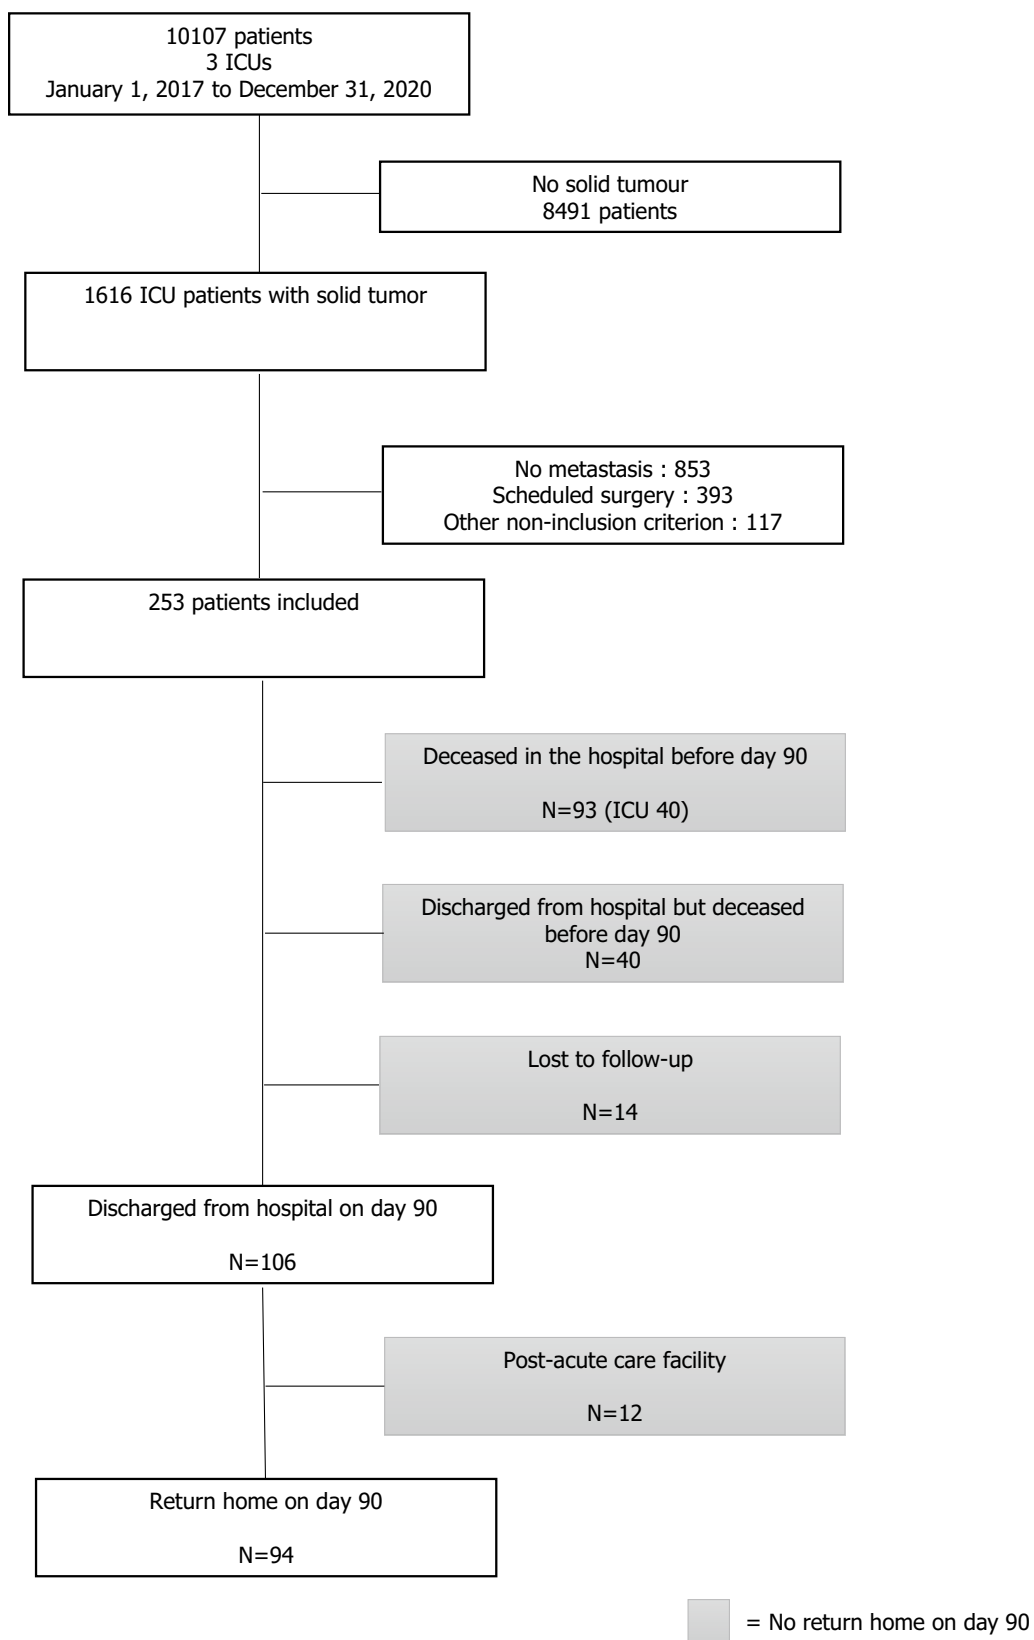 10107 patients
3 ICUs
January 1, 2017 to December 31, 2020
No solid tumour
8491 patients
1616 ICU patients with solid tumor
No metastasis : 853
Scheduled surgery : 393
Other non-inclusion criterion : 117
253 patients included
Deceased in the hospital before day 90
N=93 (ICU 40)
Discharged from hospital but deceased
before day 90
N=40
Lost to follow-up
N=14
Discharged from hospital on day 90
N=106
Post-acute care facility
N=12
Return home on day 90
N=94
= No return home on day 90